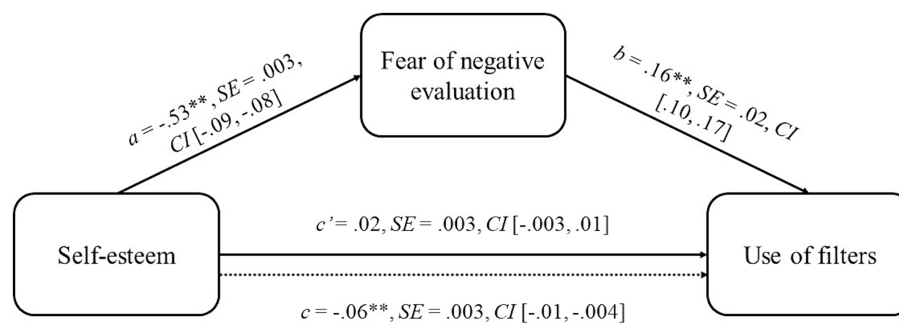 Fear of negative
evaluation
a = -.53**, SE = .003,
CI [-.09, -.08]
b = .16**, SE = .02, CI
[.10, .17]
Self-esteem
c’ = .02, SE = .003, CI [-.003, .01]
Use of filters
c = -.06**, SE = .003, CI [-.01, -.004]